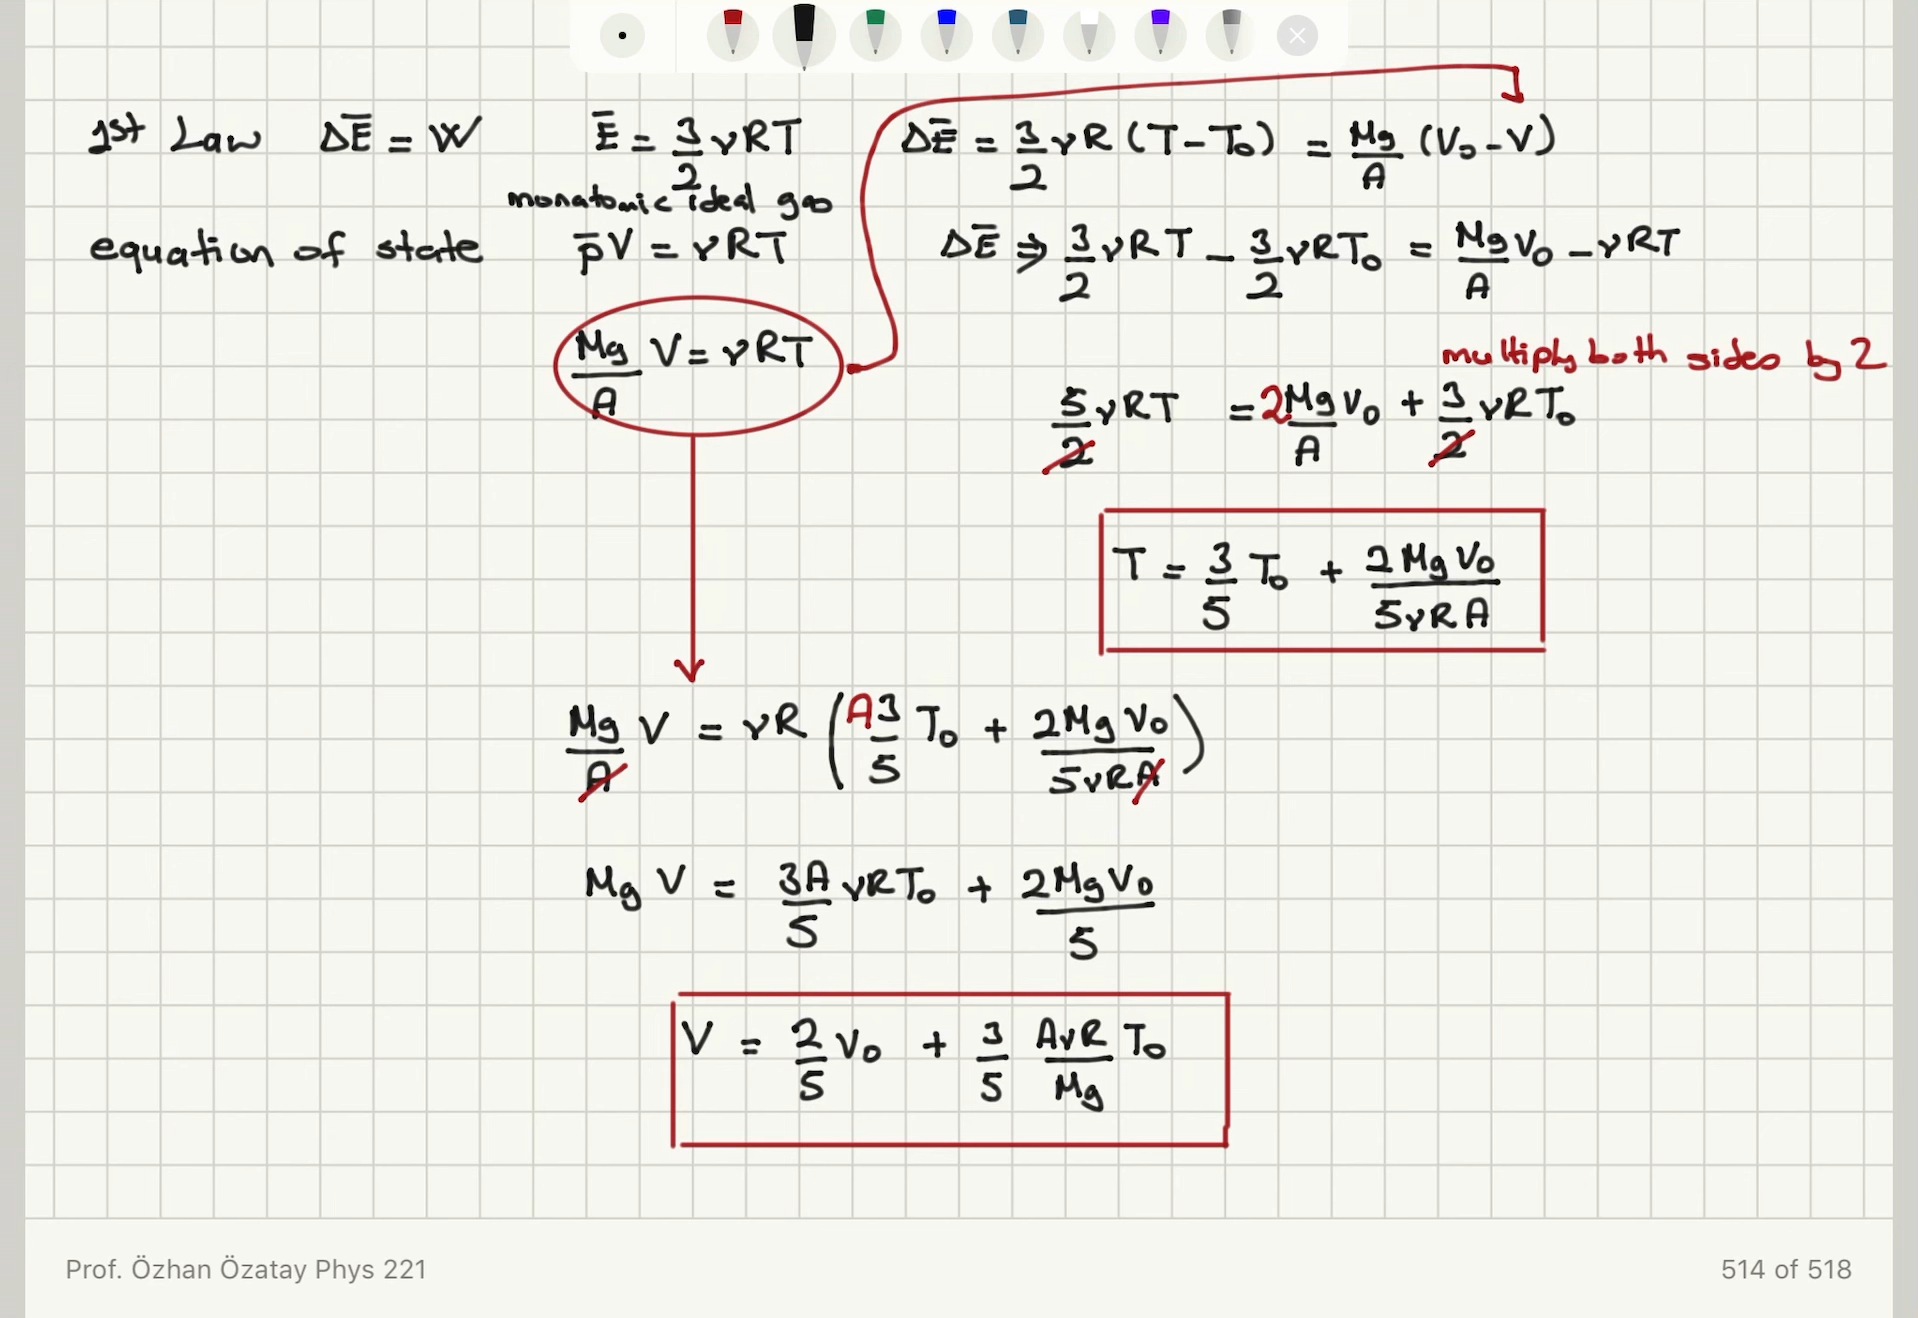 1st Law ΔE̅ = W E̅ = 3/2 νRT ΔE̅ = 3/2 νR (T-T₀) = Mg/A (V₀-V)
monatomic ideal gas
equation of state p̅V = νRT ΔE̅ ⇒ 3/2 νRT - 3/2 νRT₀ = Mg/A V₀ - νRT
Mg/A V = νRT
multiply both sides by 2
5/2 νRT = 2 Mg/A V₀ + 3/2 νRT₀
T = 3/5 T₀ + 2MgV₀/5νRA
Mg/A V = νR (A 3/5 T₀ + 2MgV₀/5νRA)
Mg V = 3A/5 νRT₀ + 2MgV₀/5
V = 2/5 V₀ + 3/5 AνR/Mg T₀
Prof. Özhan Özatay Phys 221 514 of 518